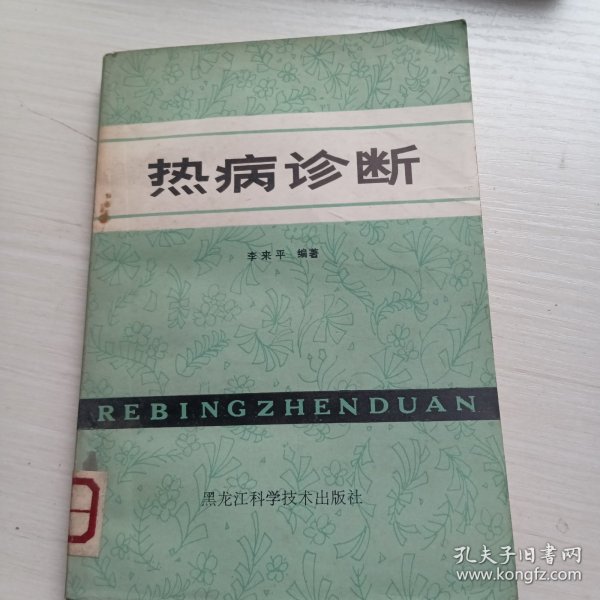 热病诊断
李来平 编著
REBINGZHENDUAN
黑龙江科学技术出版社
孔夫子旧书网
www.kongfz.com